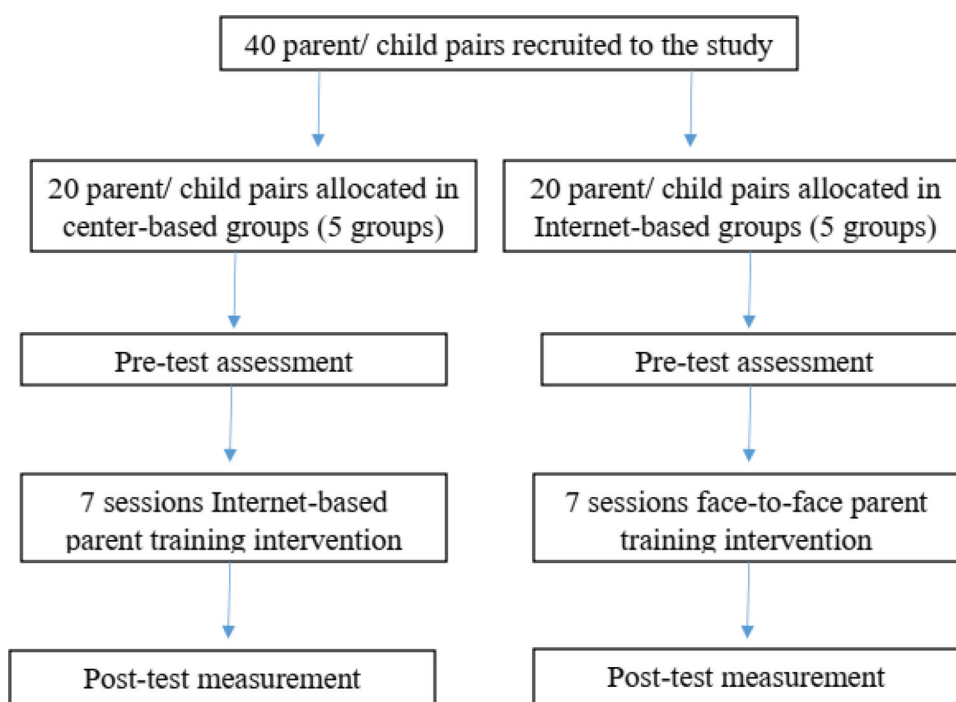 40 parent/ child pairs recruited to the study
20 parent/ child pairs allocated in
center-based groups (5 groups)
20 parent/ child pairs allocated in
Internet-based groups (5 groups)
Pre-test assessment
Pre-test assessment
7 sessions Internet-based
parent training intervention
7 sessions face-to-face parent
training intervention
Post-test measurement
Post-test measurement